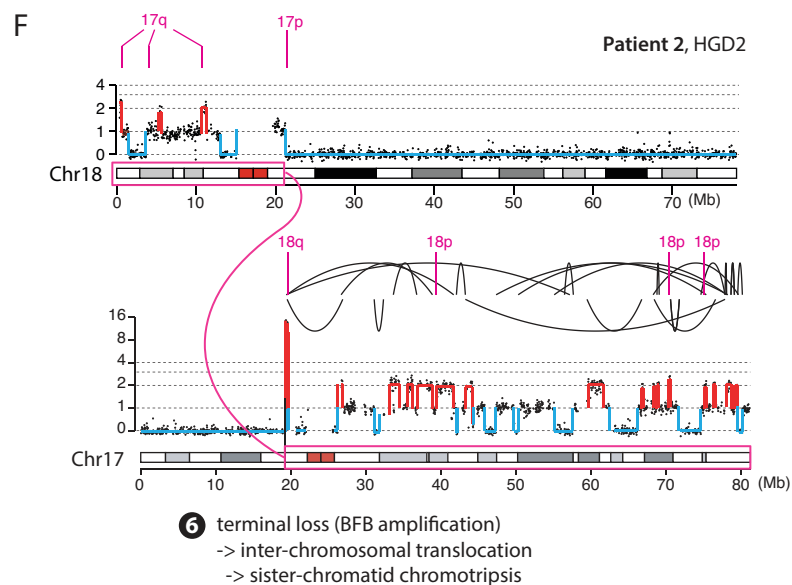 F
17q 17p
Patient 2, HGD2
4
2
1
0
Chr18
0 10 20 30 40 50 60 70 (Mb)
18q 18p 18p 18p
16
8
4
2
1
0
Chr17
0 10 20 30 40 50 60 70 80 (Mb)
6 terminal loss (BFB amplification)
-> inter-chromosomal translocation
-> sister-chromatid chromotripsis